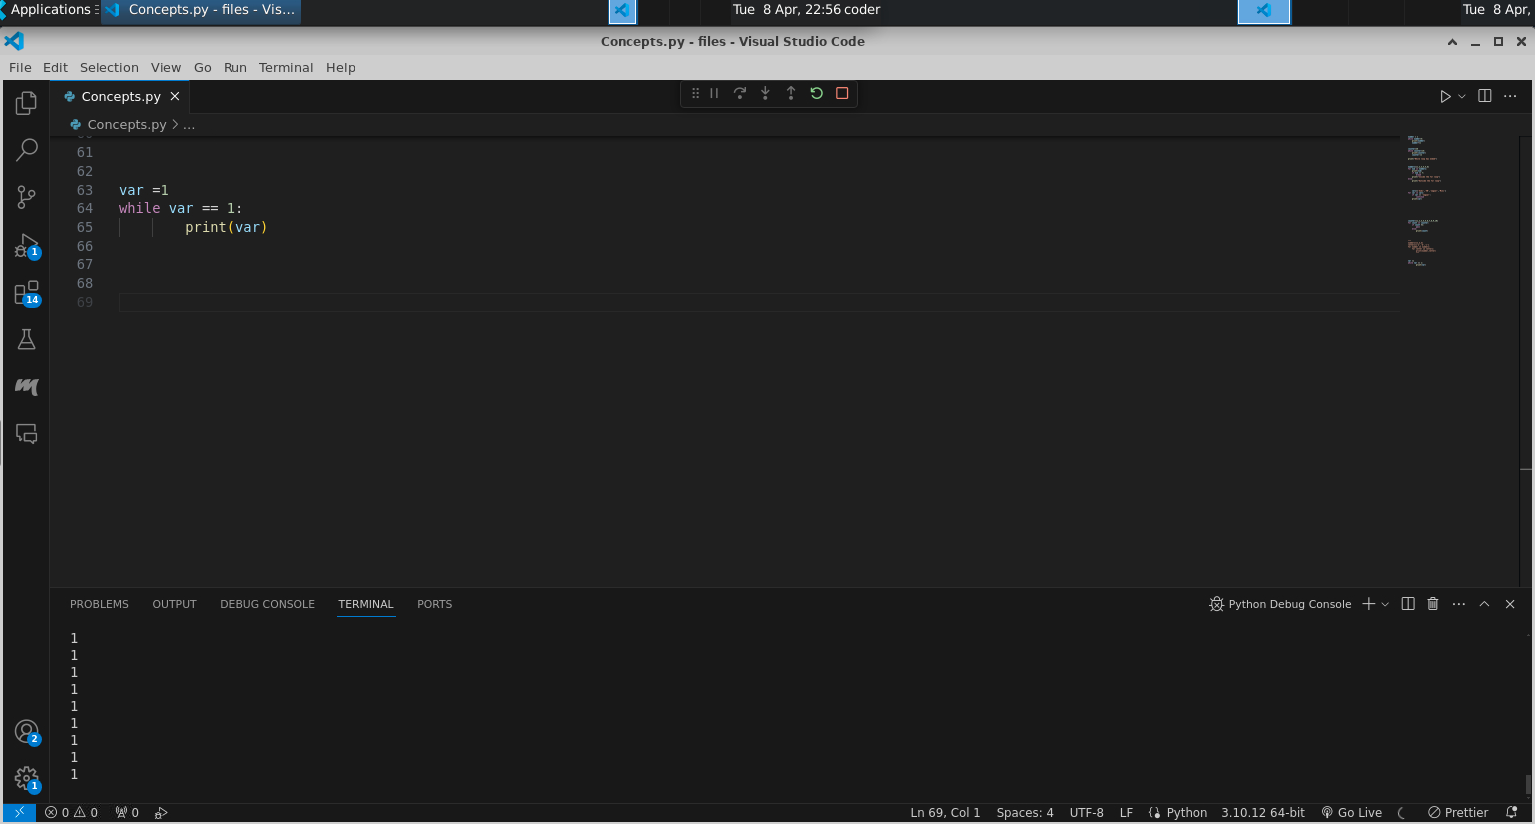 Applications
Concepts.py - files - Vis...
Tue 8 Apr, 22:56 coder
Tue 8 Apr,
Concepts.py - files - Visual Studio Code
File Edit Selection View Go Run Terminal Help
Concepts.py
Concepts.py > ...
61
62
63 var =1
64 while var == 1:
65 print(var)
66
67
68
69
1
14
2
1
PROBLEMS OUTPUT DEBUG CONSOLE TERMINAL PORTS
Python Debug Console
1
1
1
1
1
1
1
1
1
0 0 0
Ln 69, Col 1 Spaces: 4 UTF-8 LF Python 3.10.12 64-bit Go Live Prettier